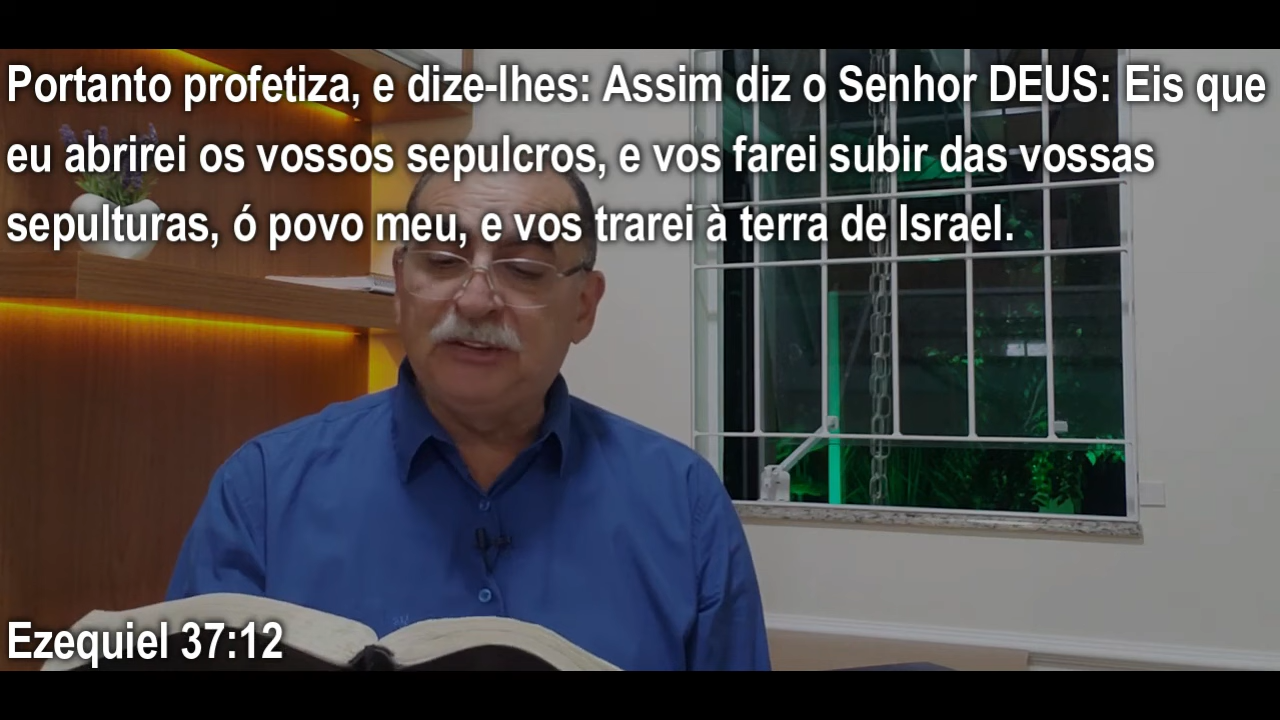 Portanto profetiza, e dize-lhes: Assim diz o Senhor DEUS: Eis que
eu abrirei os vossos sepulcros, e vos farei subir das vossas
sepulturas, ó povo meu, e vos trarei à terra de Israel.
Ezequiel 37:12